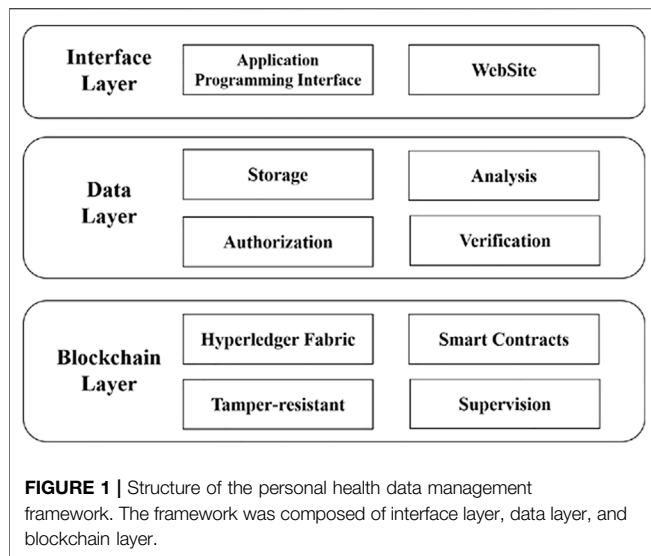 Interface
Layer
Application
Programming Interface
WebSite
Data
Layer
Storage
Analysis
Authorization
Verification
Blockchain
Layer
Hyperledger Fabric
Smart Contracts
Tamper-resistant
Supervision
FIGURE 1 | Structure of the personal health data management
framework. The framework was composed of interface layer, data layer, and
blockchain layer.